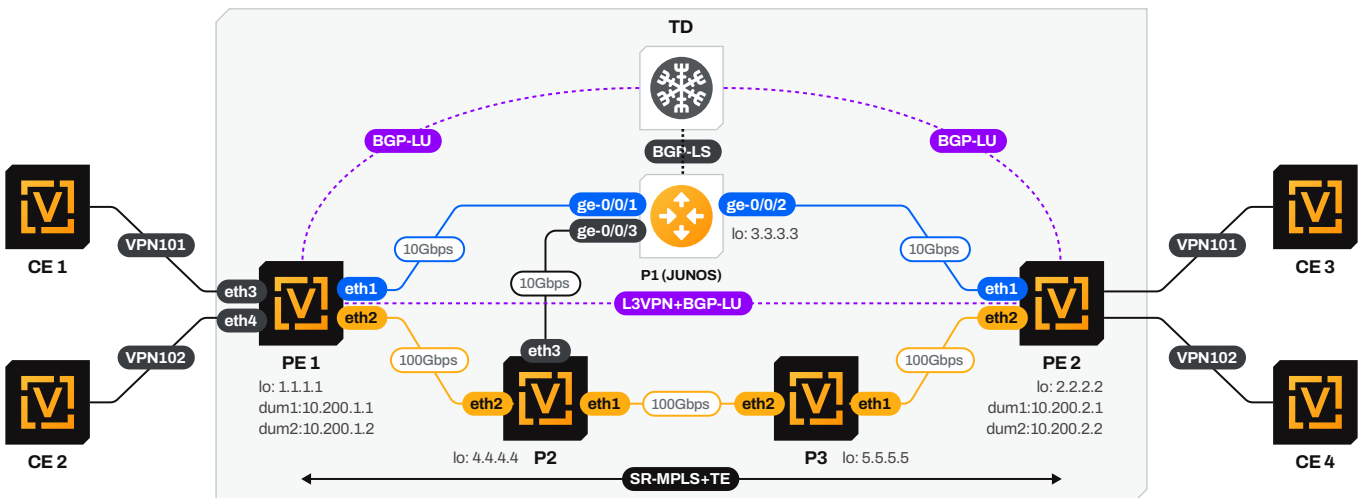 TD
BGP-LU
BGP-LU
BGP-LS
CE 1
VPN101
ge-0/0/1
ge-0/0/2
ge-0/0/3
lo: 3.3.3.3
10Gbps
10Gbps
P1 (JUNOS)
10Gbps
VPN101
CE 3
eth3
eth4
eth1
eth2
L3VPN+BGP-LU
eth1
eth2
VPN102
PE 1
lo: 1.1.1.1
dum1:10.200.1.1
dum2:10.200.1.2
100Gbps
eth3
100Gbps
PE 2
lo: 2.2.2.2
dum1:10.200.2.1
dum2:10.200.2.2
VPN102
eth2
eth1
100Gbps
eth2
eth1
CE 2
lo: 4.4.4.4
P2
P3
lo: 5.5.5.5
CE 4
SR-MPLS+TE